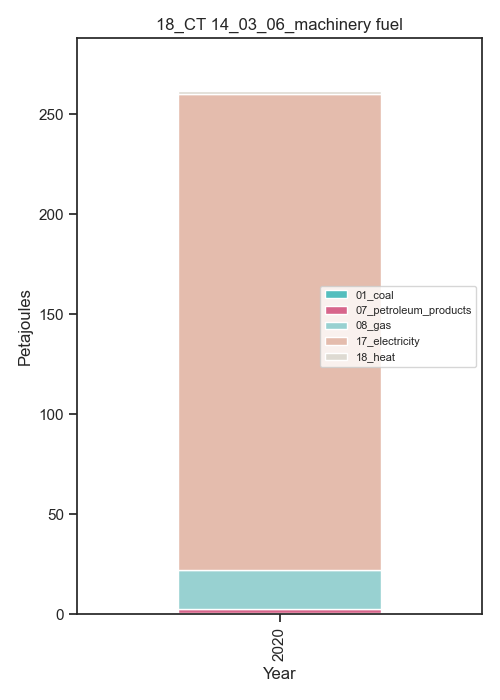 18_CT 14_03_06_machinery fuel
Petajoules
250
200
150
100
50
0
01_coal
07_petroleum_products
08_gas
17_electricity
18_heat
2020
Year